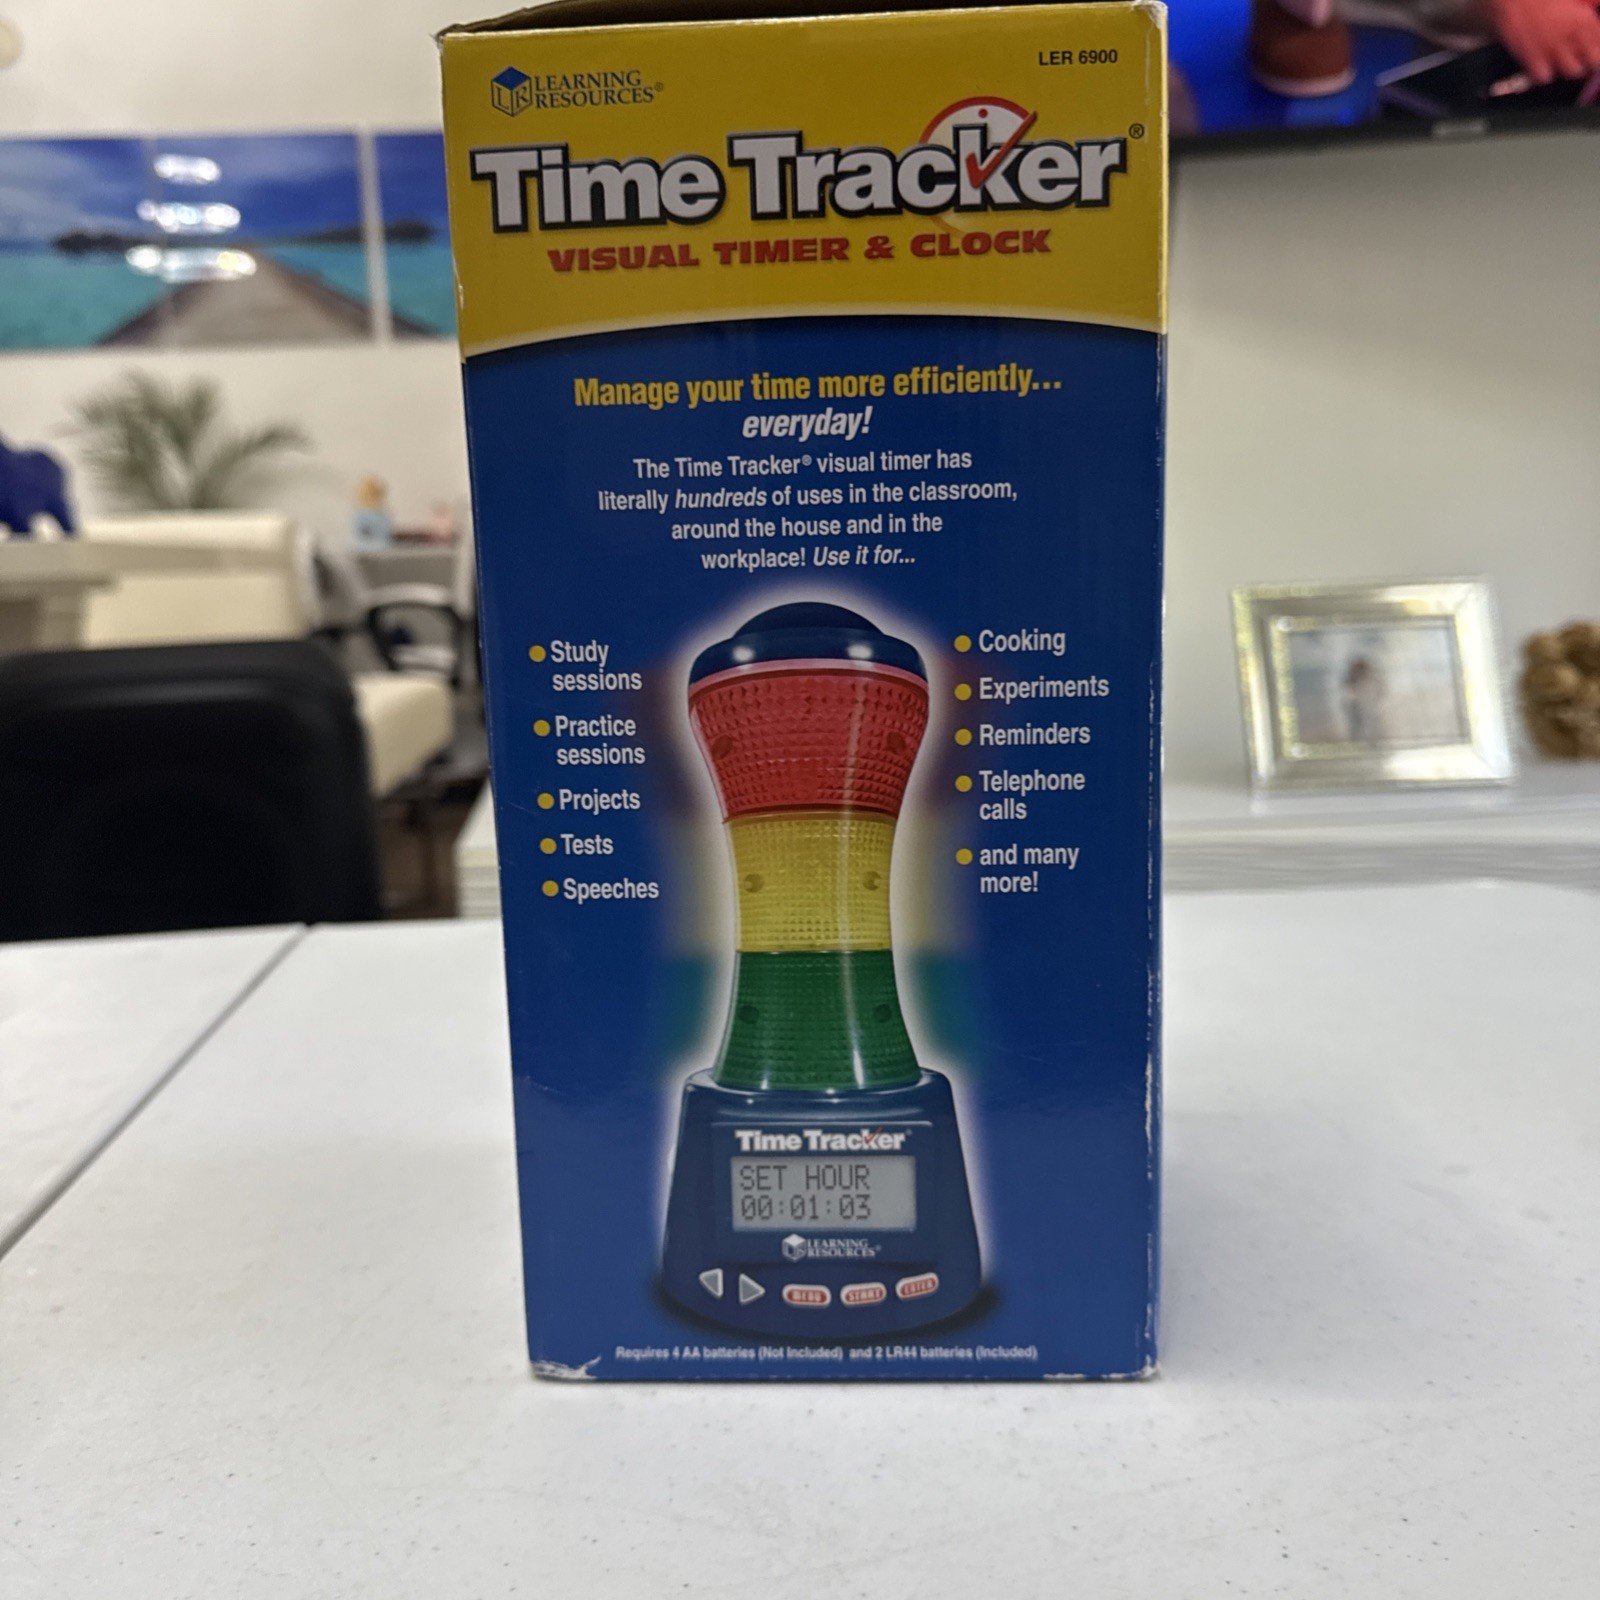 LER 6900
LEARNING
RESOURCES®
Time Tracker®
VISUAL TIMER & CLOCK
Manage your time more efficiently...
everyday!
The Time Tracker® visual timer has
literally hundreds of uses in the classroom,
around the house and in the
workplace! Use it for...
Study
sessions
Practice
sessions
Projects
Tests
Speeches
Cooking
Experiments
Reminders
Telephone
calls
and many
more!
Time Tracker
SET HOUR
00:01:03
LEARNING
RESOURCES®
MENU START ENTER
Requires 4 AA batteries (Not Included) and 2 LR44 batteries (Included)